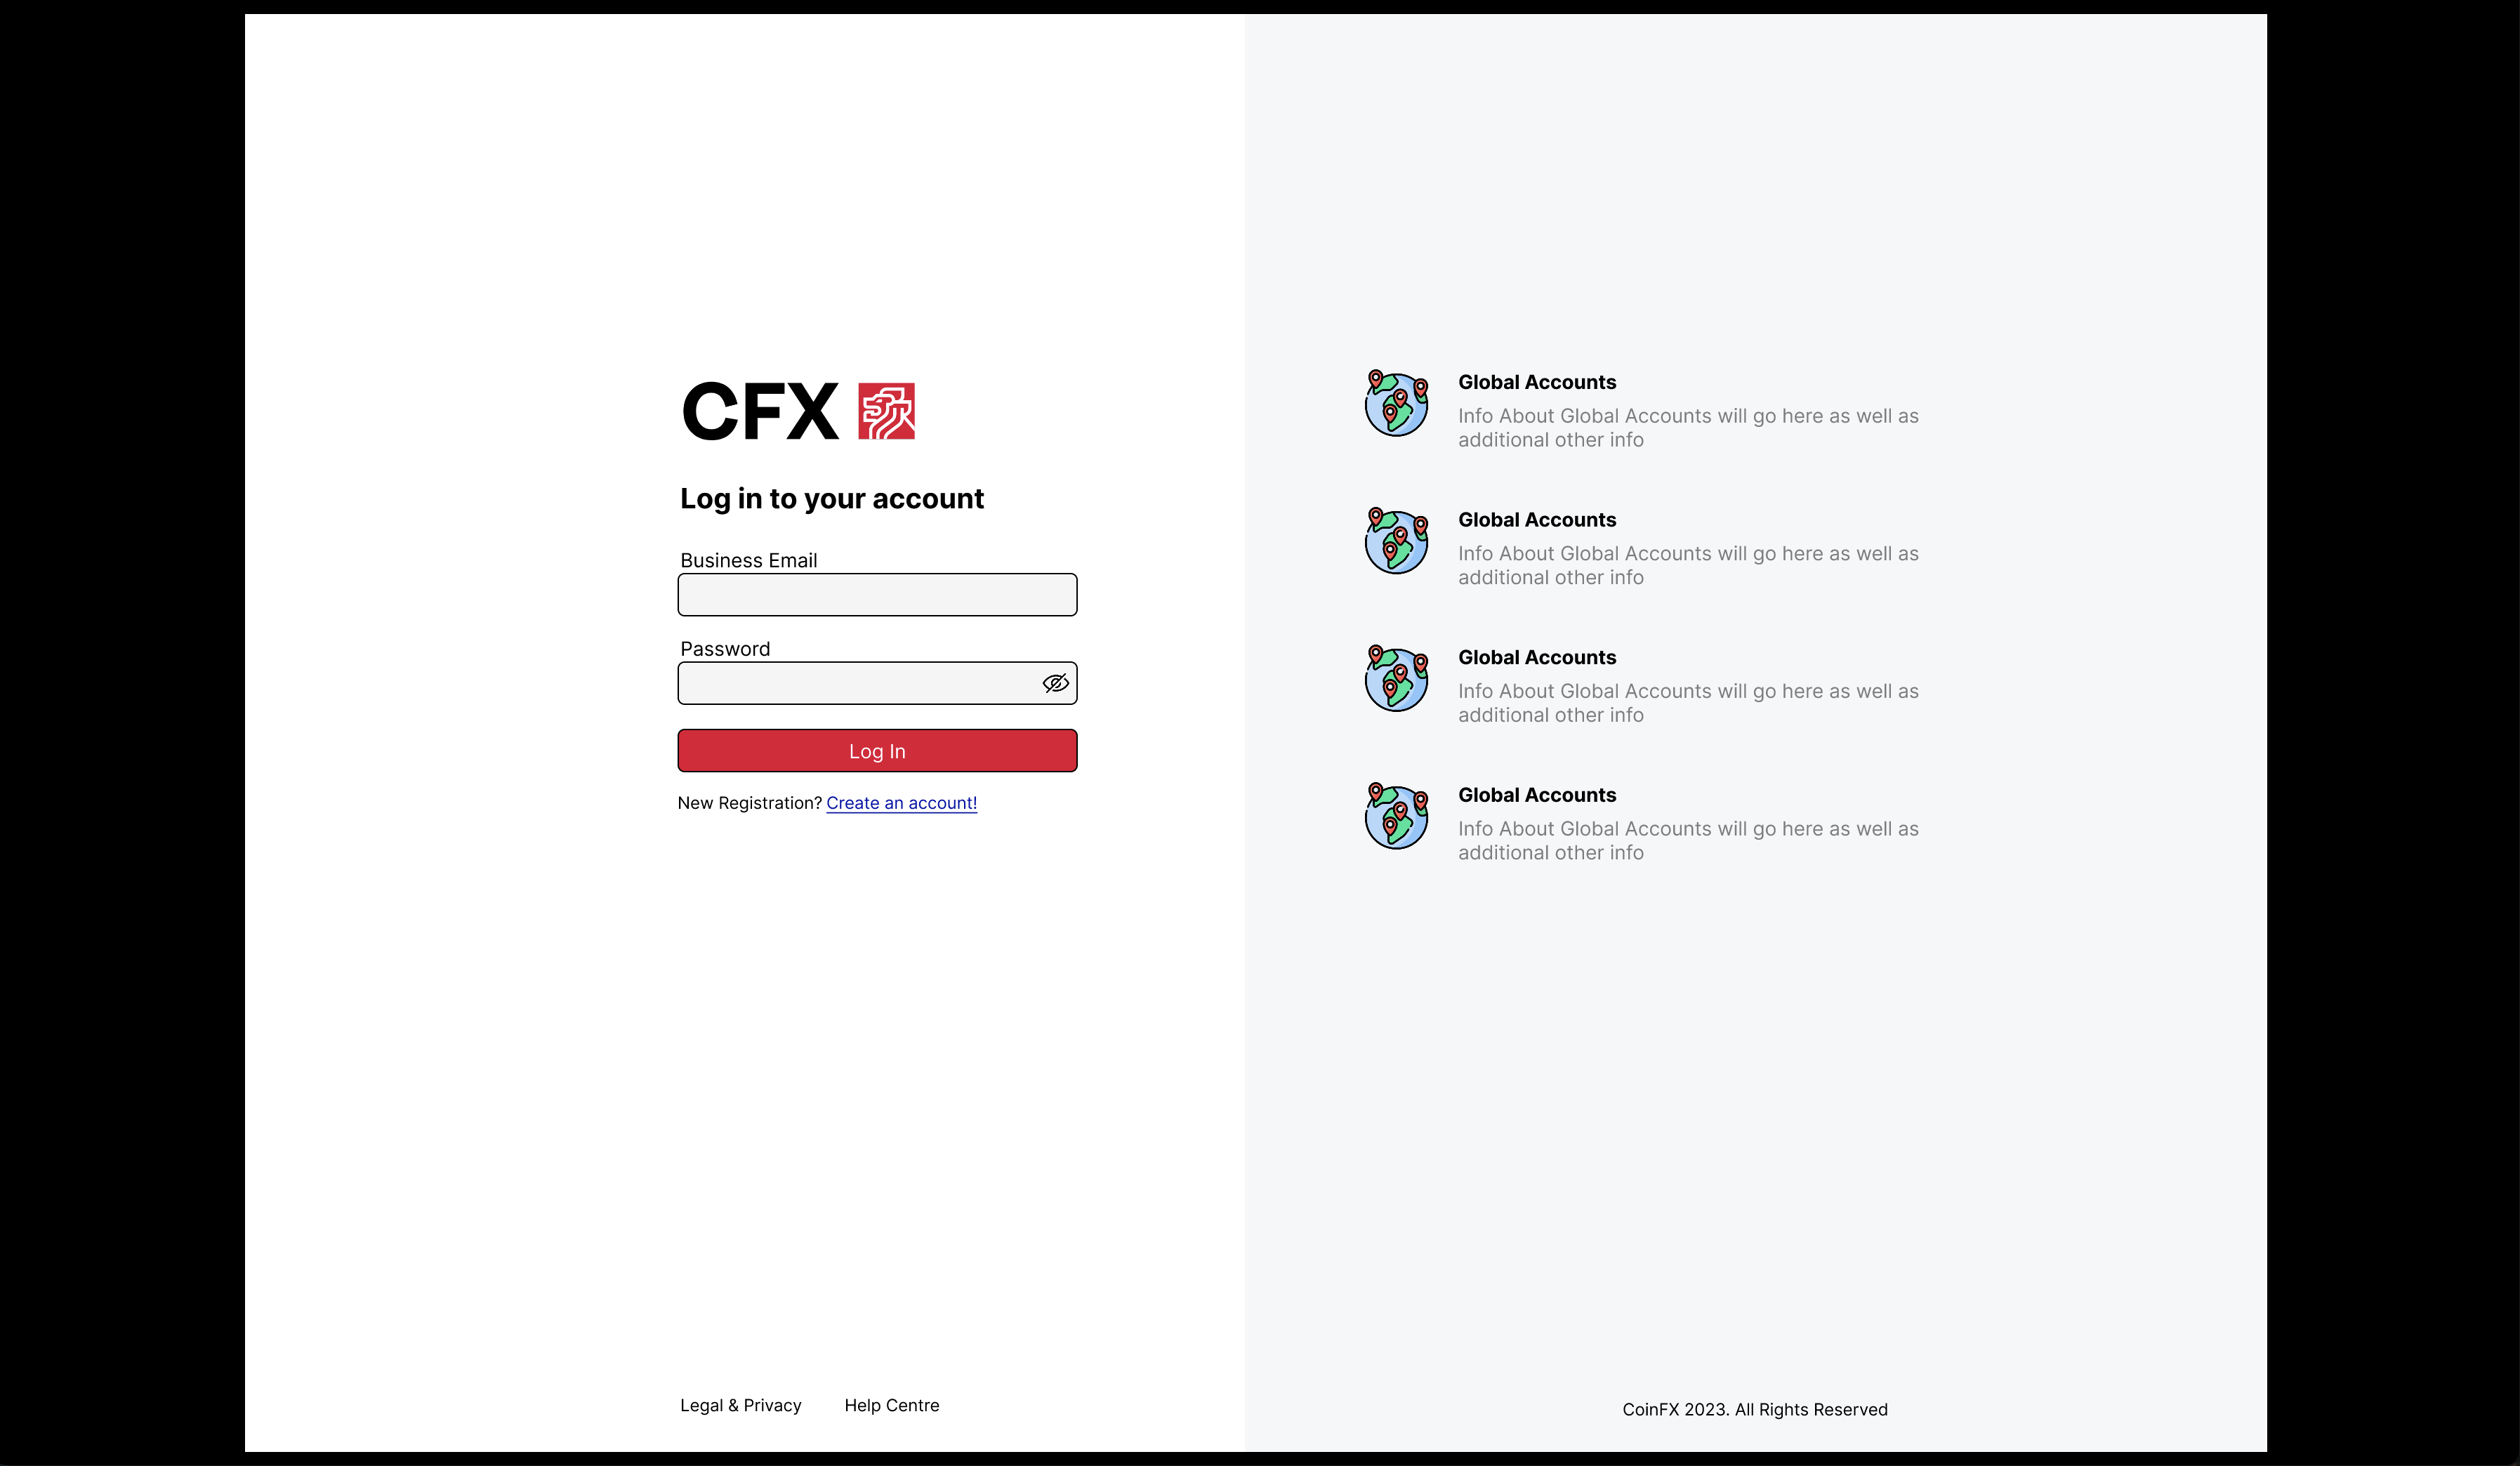 CFX
Log in to your account
Business Email
Password
Log In
New Registration? Create an account!
Legal & Privacy
Help Centre
Global Accounts
Info About Global Accounts will go here as well as
additional other info
Global Accounts
Info About Global Accounts will go here as well as
additional other info
Global Accounts
Info About Global Accounts will go here as well as
additional other info
Global Accounts
Info About Global Accounts will go here as well as
additional other info
CoinFX 2023. All Rights Reserved